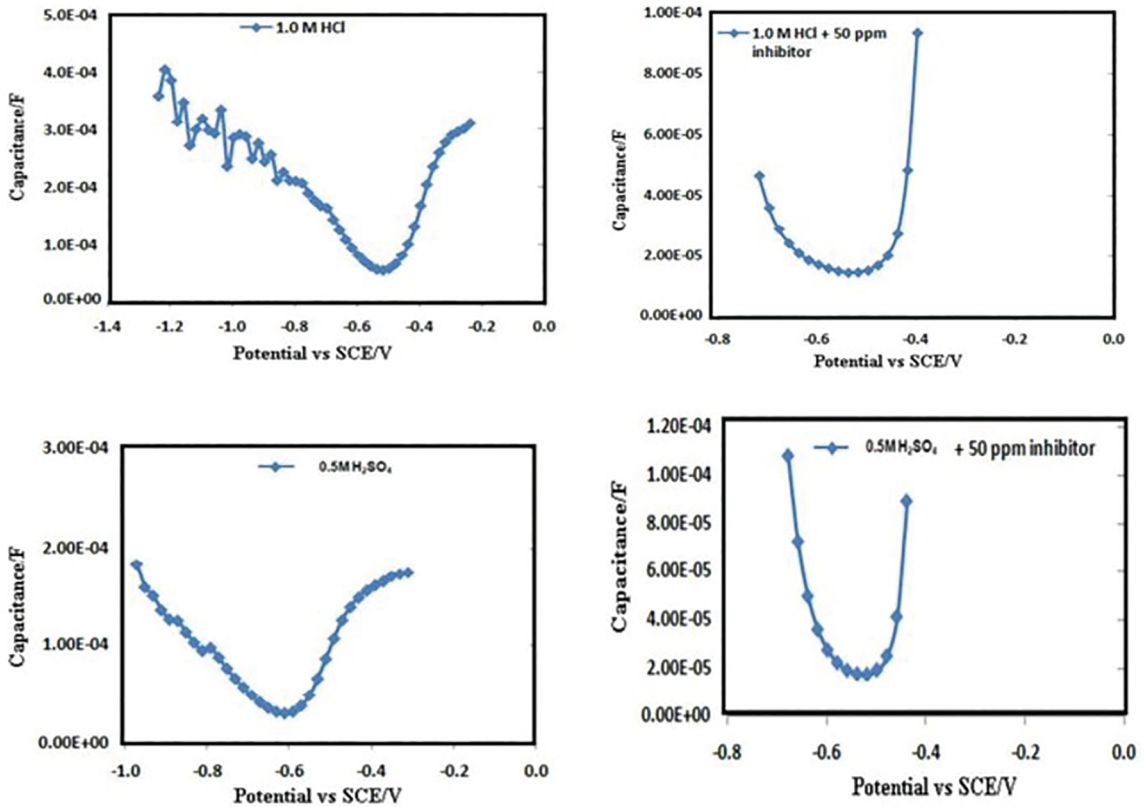 5.0E-04
1.0 M HCl
4.0E-04
3.0E-04
2.0E-04
1.0E-04
0.0E+00
Capacitance/F
-1.4 -1.2 -1.0 -0.8 -0.6 -0.4 -0.2 0.0
Potential vs SCE/V
1.00E-04
1.0 M HCl + 50 ppm
inhibitor
8.00E-05
6.00E-05
4.00E-05
2.00E-05
0.00E+00
Capacitance/F
-0.8 -0.6 -0.4 -0.2 0.0
Potential vs SCE/V
3.00E-04
0.5MH₂SO₄
2.00E-04
1.00E-04
0.00E+00
Capacitance/F
-1.0 -0.8 -0.6 -0.4 -0.2 0.0
Potential vs SCE/V
1.20E-04
0.5MH₂SO₄ + 50 ppm inhibitor
1.00E-04
8.00E-05
6.00E-05
4.00E-05
2.00E-05
0.00E+00
Capacitance/F
-0.8 -0.6 -0.4 -0.2 0.0
Potential vs SCE/V